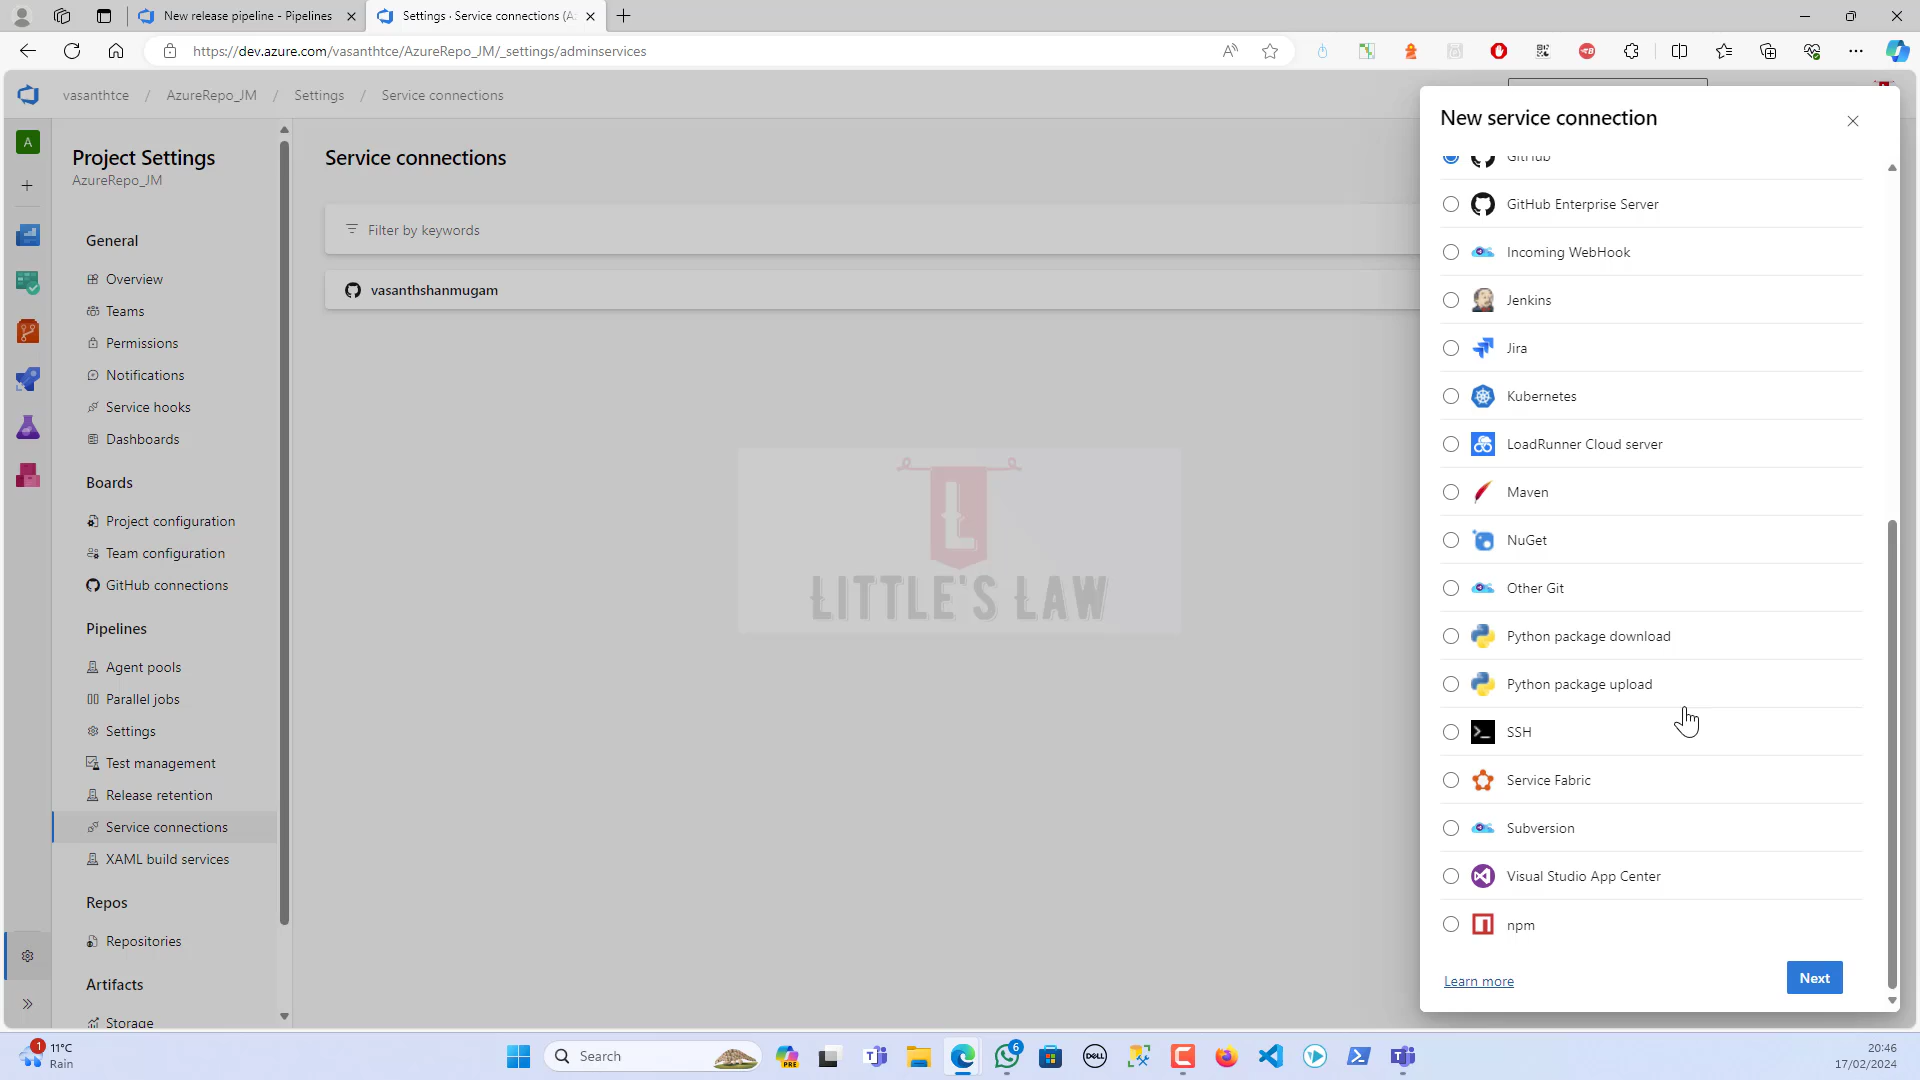 New release pipeline - Pipelines
Settings · Service connections (A
https://dev.azure.com/vasanthtce/AzureRepo_JM/_settings/adminservices
vasanthtce / AzureRepo_JM / Settings / Service connections
A
Project Settings
AzureRepo_JM
General
Overview
Teams
Permissions
Notifications
Service hooks
Dashboards
Boards
Project configuration
Team configuration
GitHub connections
Pipelines
Agent pools
Parallel jobs
Settings
Test management
Release retention
Service connections
XAML build services
Repos
Repositories
Artifacts
Storage
Service connections
Filter by keywords
vasanthshanmugam
L
LITTLE'S LAW
New service connection
GitHub
GitHub Enterprise Server
Incoming WebHook
Jenkins
Jira
Kubernetes
LoadRunner Cloud server
Maven
NuGet
Other Git
Python package download
Python package upload
SSH
Service Fabric
Subversion
Visual Studio App Center
npm
Learn more
Next
1
11°C
Rain
Search
PRE
6
DELL
20:46
17/02/2024